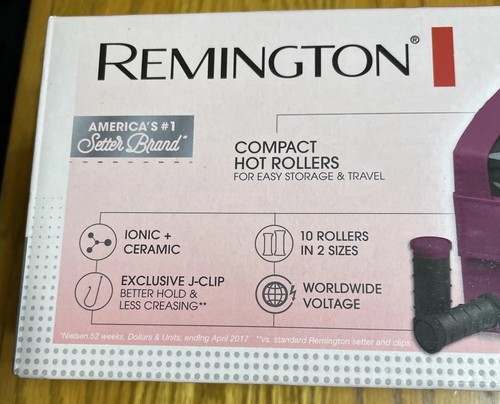 REMINGTON®
AMERICA'S #1
Setter Brand*
COMPACT
HOT ROLLERS
FOR EASY STORAGE & TRAVEL
IONIC +
CERAMIC
10 ROLLERS
IN 2 SIZES
EXCLUSIVE J-CLIP
BETTER HOLD &
LESS CREASING**
WORLDWIDE
VOLTAGE
*Nielsen 52 weeks, Dollars & Units, ending April 2017 **vs. standard Remington setter and clips